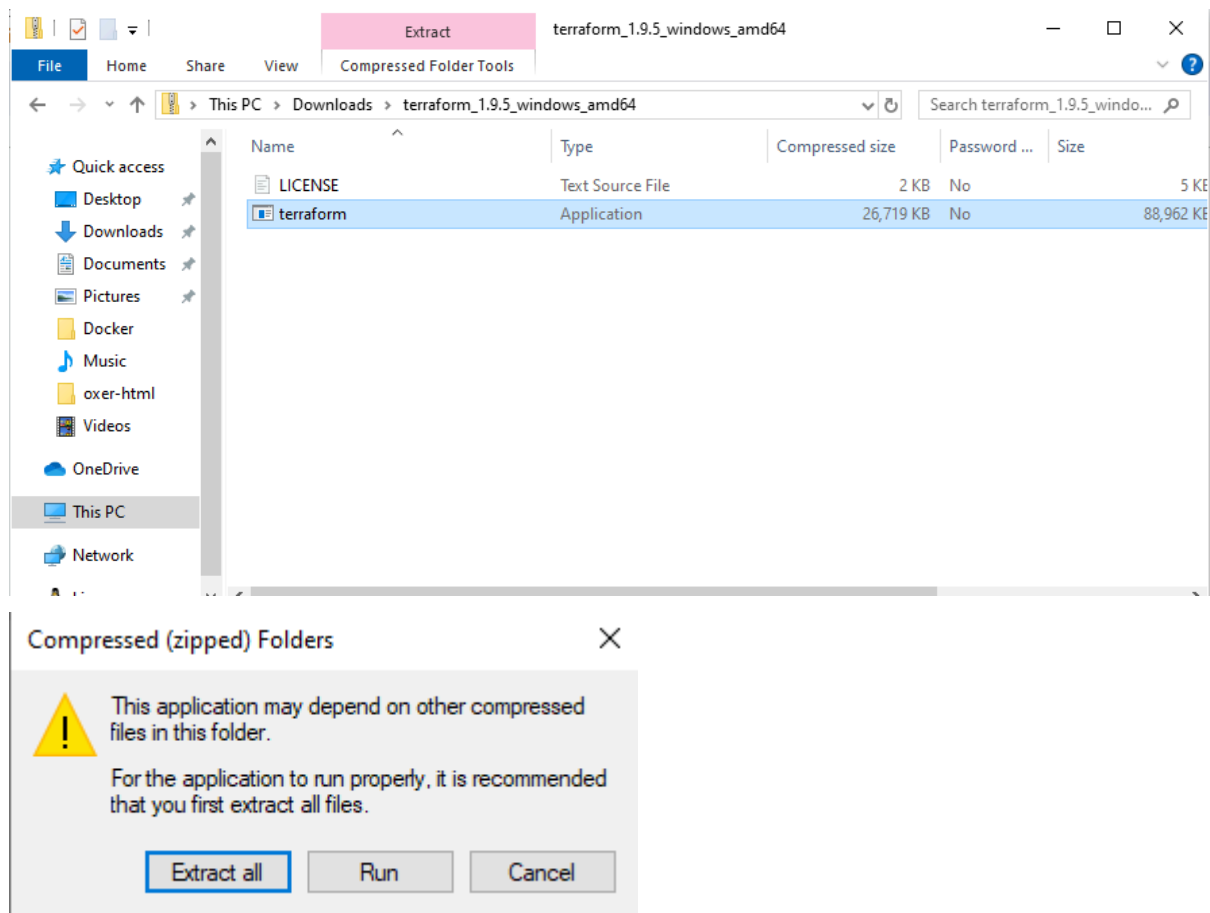 Extract terraform_1.9.5_windows_amd64
File Home Share View Compressed Folder Tools
This PC > Downloads > terraform_1.9.5_windows_amd64 Search terraform_1.9.5_windo...
Name Type Compressed size Password ... Size
Quick access
LICENSE Text Source File 2 KB No 5 KB
Desktop
terraform Application 26,719 KB No 88,962 KB
Downloads
Documents
Pictures
Docker
Music
oxer-html
Videos
OneDrive
This PC
Network
Compressed (zipped) Folders
This application may depend on other compressed
files in this folder.
For the application to run properly, it is recommended
that you first extract all files.
Extract all Run Cancel